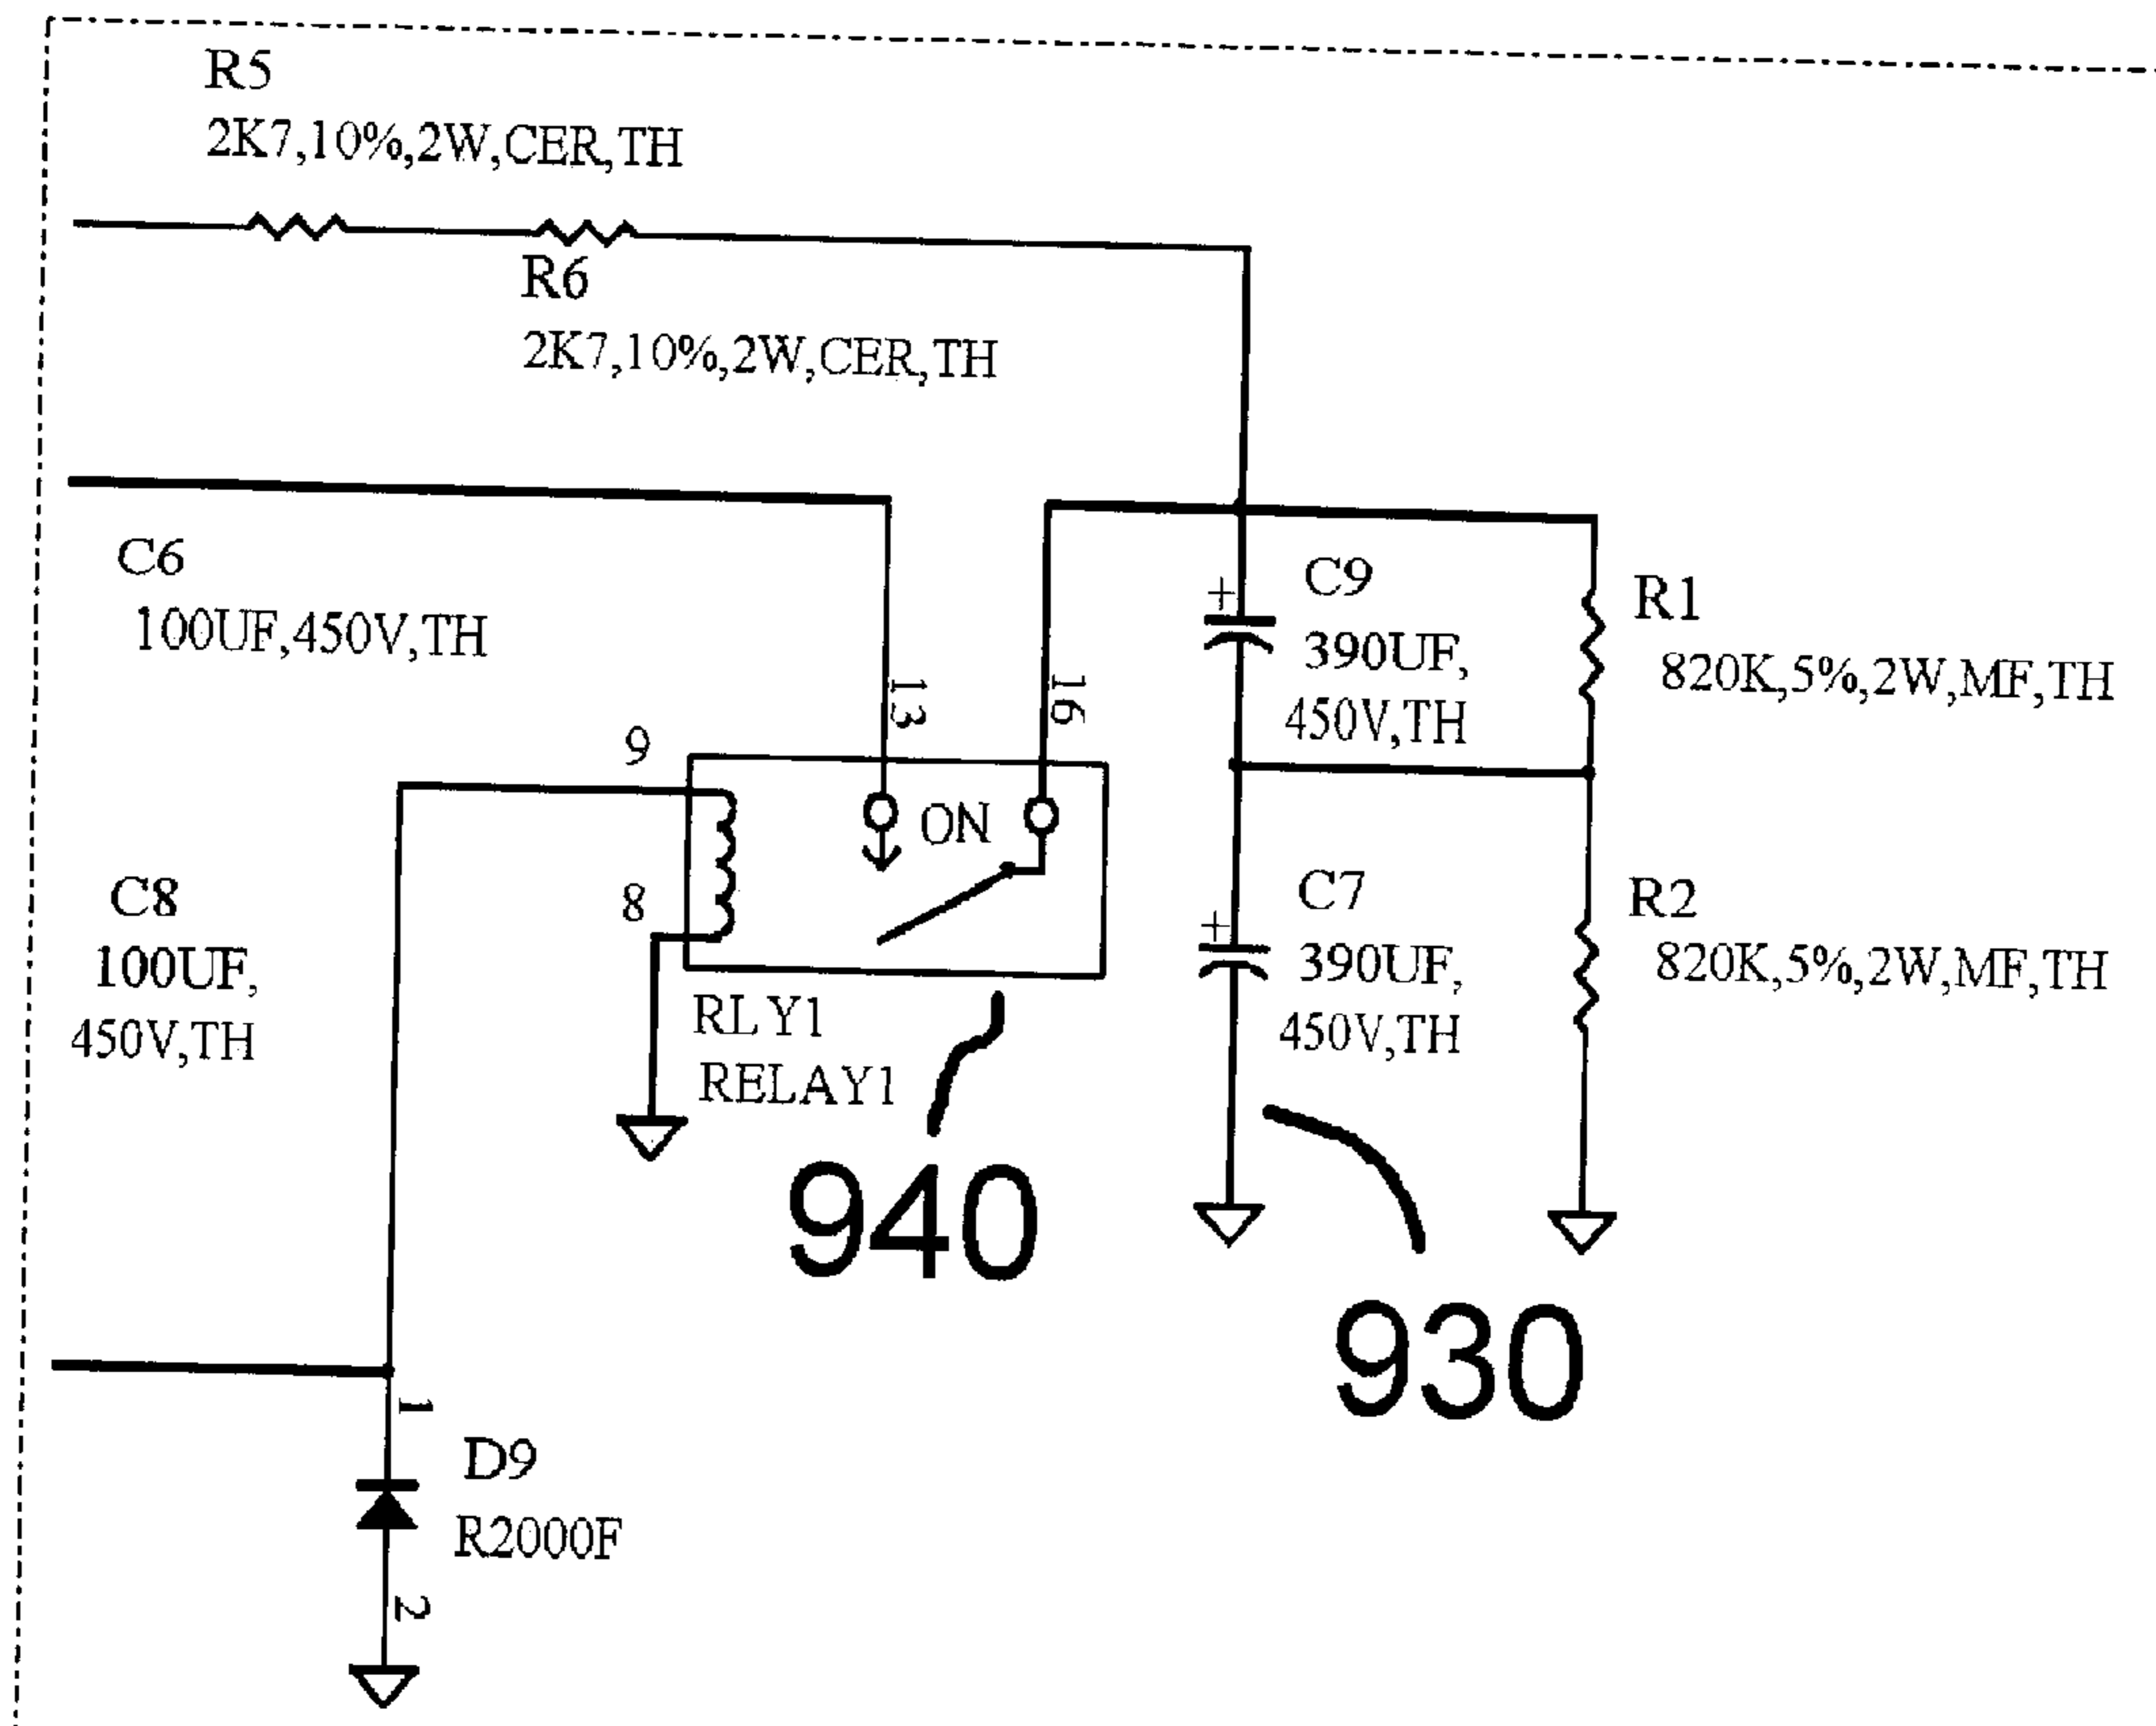 R5
2K7,10%,2W,CER,TH
R6
2K7,10%,2W,CER,TH
C6
100UF,450V,TH
13
16
+
C9
390UF,
450V,TH
R1
820K,5%,2W,MF,TH
9
ON
8
C8
100UF,
450V,TH
+
C7
390UF,
450V,TH
R2
820K,5%,2W,MF,TH
RLY1
RELAY1
940
930
1
D9
R2000F
2